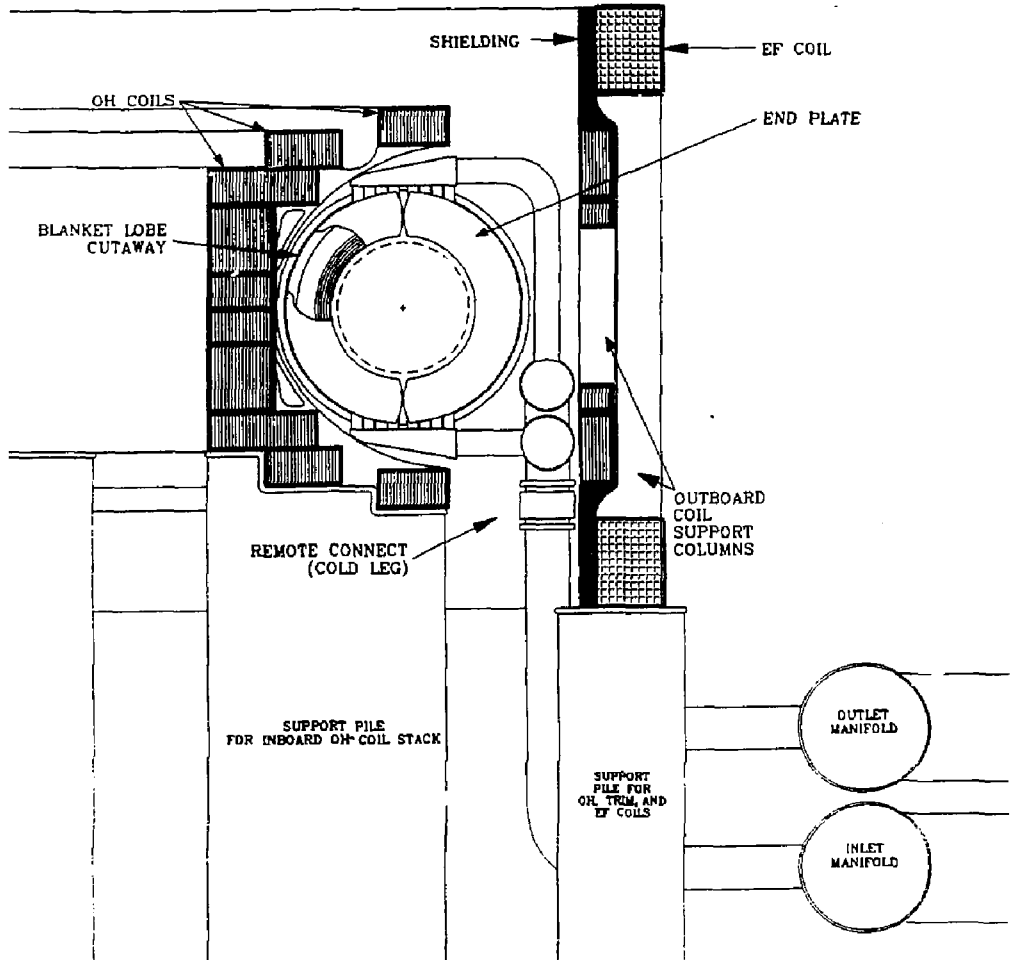 SHIELDING
EF COIL
OH COILS
END PLATE
BLANKET LOBE
CUTAWAY
OUTBOARD
COIL
SUPPORT
COLUMNS
REMOTE CONNECT
(COLD LEG)
SUPPORT PILE
FOR INBOARD OH-COIL STACK
OUTLET
MANIFOLD
SUPPORT
PILE FOR
OH, TRIM, AND
EF COILS
INLET
MANIFOLD